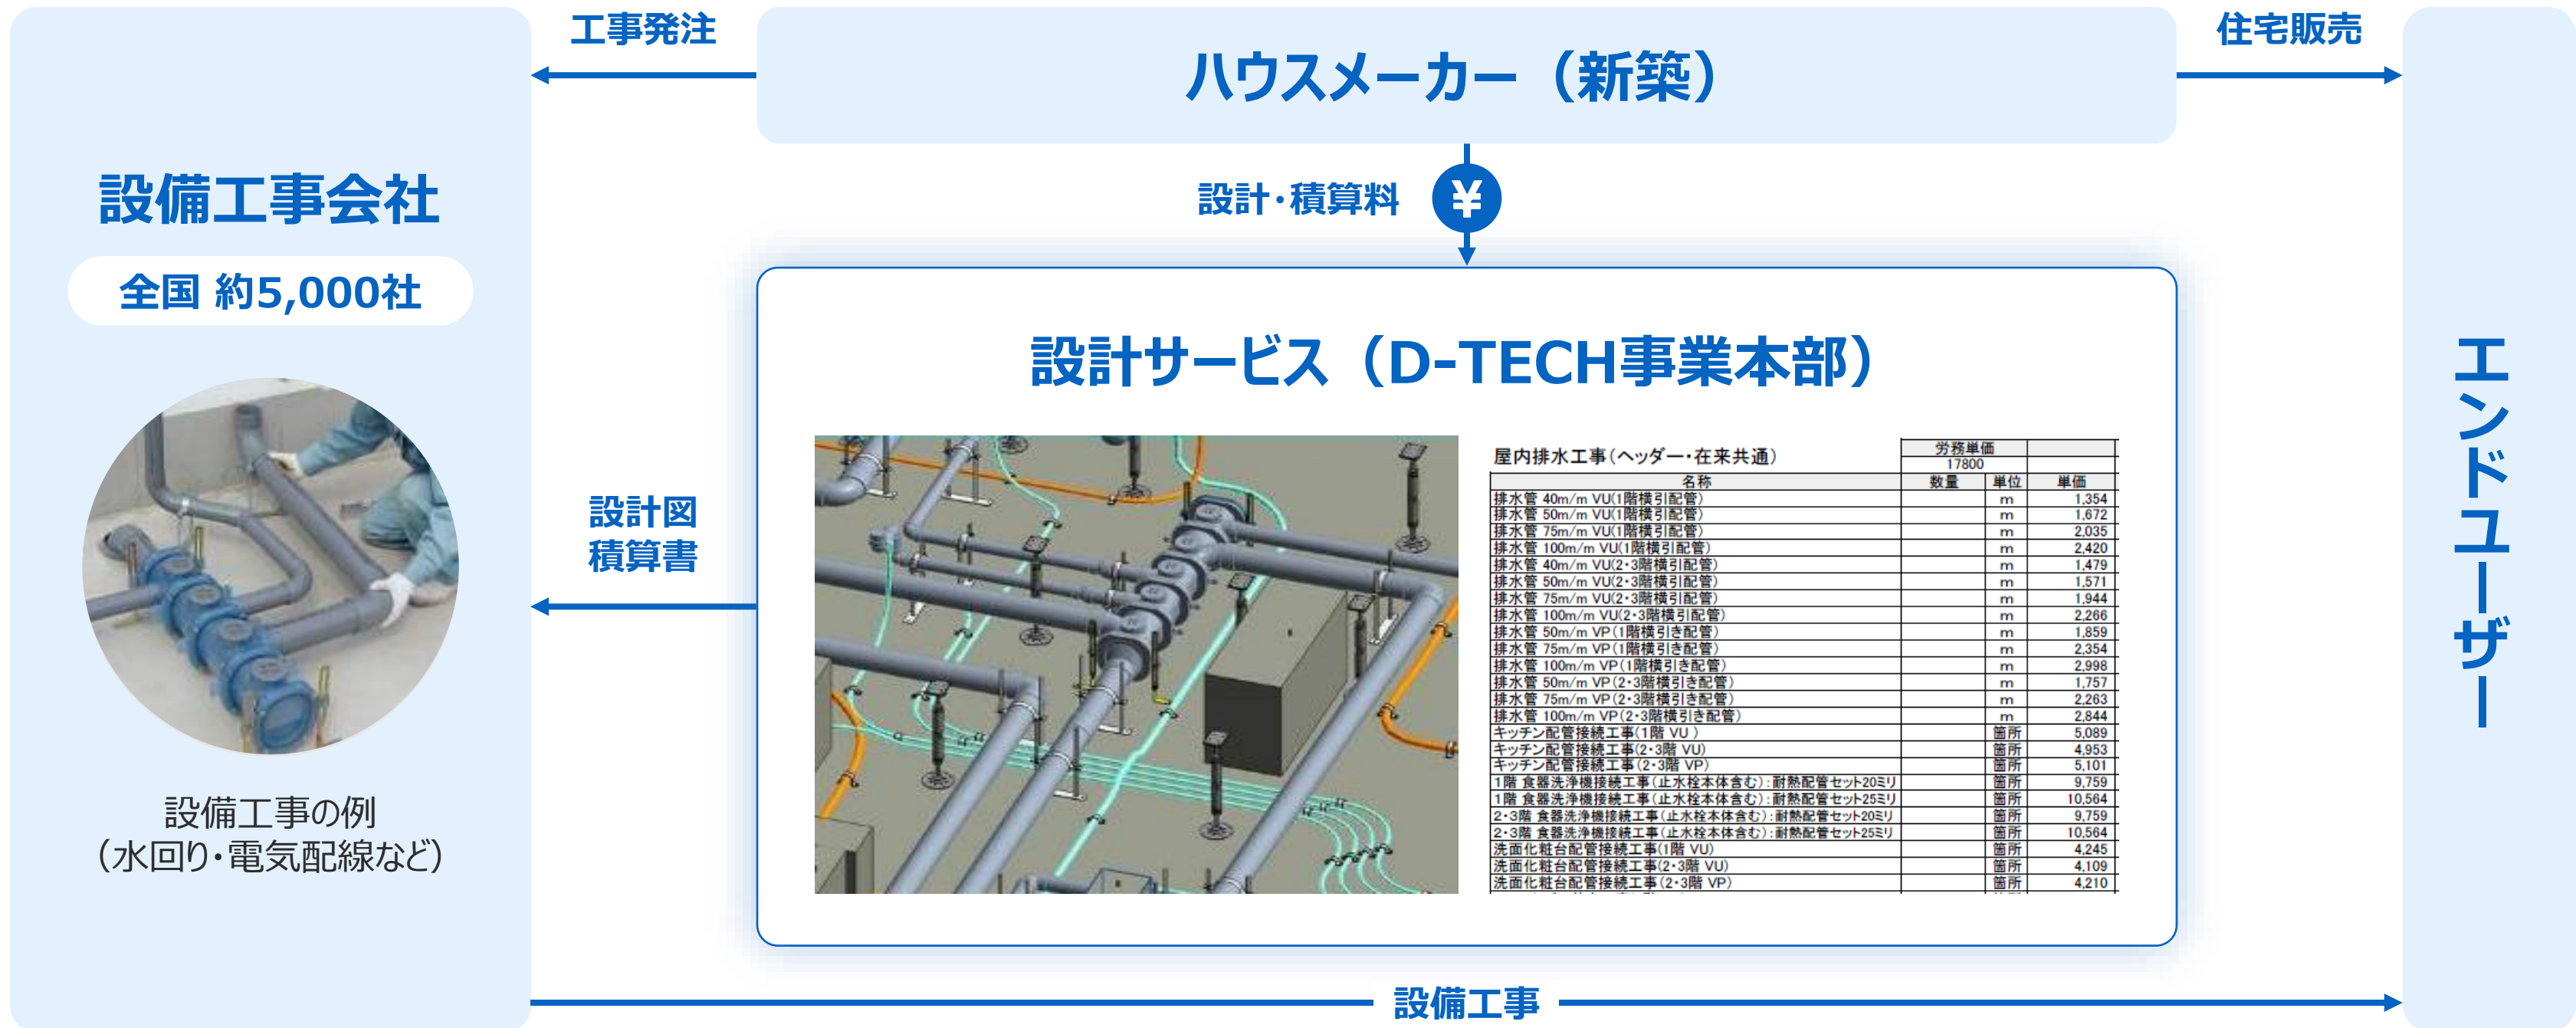 工事発注
ハウスメーカー（新築）
住宅販売
設備工事会社
全国 約5,000社
設備工事の例
（水回り・電気配線など）
設計・積算料
¥
設計サービス（D-TECH事業本部）
設計図
積算書
屋内排水工事（ヘッダー・在来共通）
労務単価
17800
名称 数量 単位 単価
排水管 40m/m VU(1階横引配管) m 1,354
排水管 50m/m VU(1階横引配管) m 1,672
排水管 75m/m VU(1階横引配管) m 2,035
排水管 100m/m VU(1階横引配管) m 2,420
排水管 40m/m VU(2・3階横引配管) m 1,479
排水管 50m/m VU(2・3階横引配管) m 1,571
排水管 75m/m VU(2・3階横引配管) m 1,944
排水管 100m/m VU(2・3階横引配管) m 2,266
排水管 50m/m VP(1階横引き配管) m 1,859
排水管 75m/m VP(1階横引き配管) m 2,354
排水管 100m/m VP(1階横引き配管) m 2,998
排水管 50m/m VP(2・3階横引き配管) m 1,757
排水管 75m/m VP(2・3階横引き配管) m 2,263
排水管 100m/m VP(2・3階横引き配管) m 2,844
キッチン配管接続工事(1階 VU ) 箇所 5,089
キッチン配管接続工事(2・3階 VU) 箇所 4,953
キッチン配管接続工事(2・3階 VP) 箇所 5,101
1階 食器洗浄機接続工事(止水栓本体含む):耐熱配管セット20ミリ 箇所 9,759
1階 食器洗浄機接続工事(止水栓本体含む):耐熱配管セット25ミリ 箇所 10,564
2・3階 食器洗浄機接続工事(止水栓本体含む):耐熱配管セット20ミリ 箇所 9,759
2・3階 食器洗浄機接続工事(止水栓本体含む):耐熱配管セット25ミリ 箇所 10,564
洗面化粧台配管接続工事(1階 VU) 箇所 4,245
洗面化粧台配管接続工事(2・3階 VU) 箇所 4,109
洗面化粧台配管接続工事(2・3階 VP) 箇所 4,210
エンドユーザー
設備工事